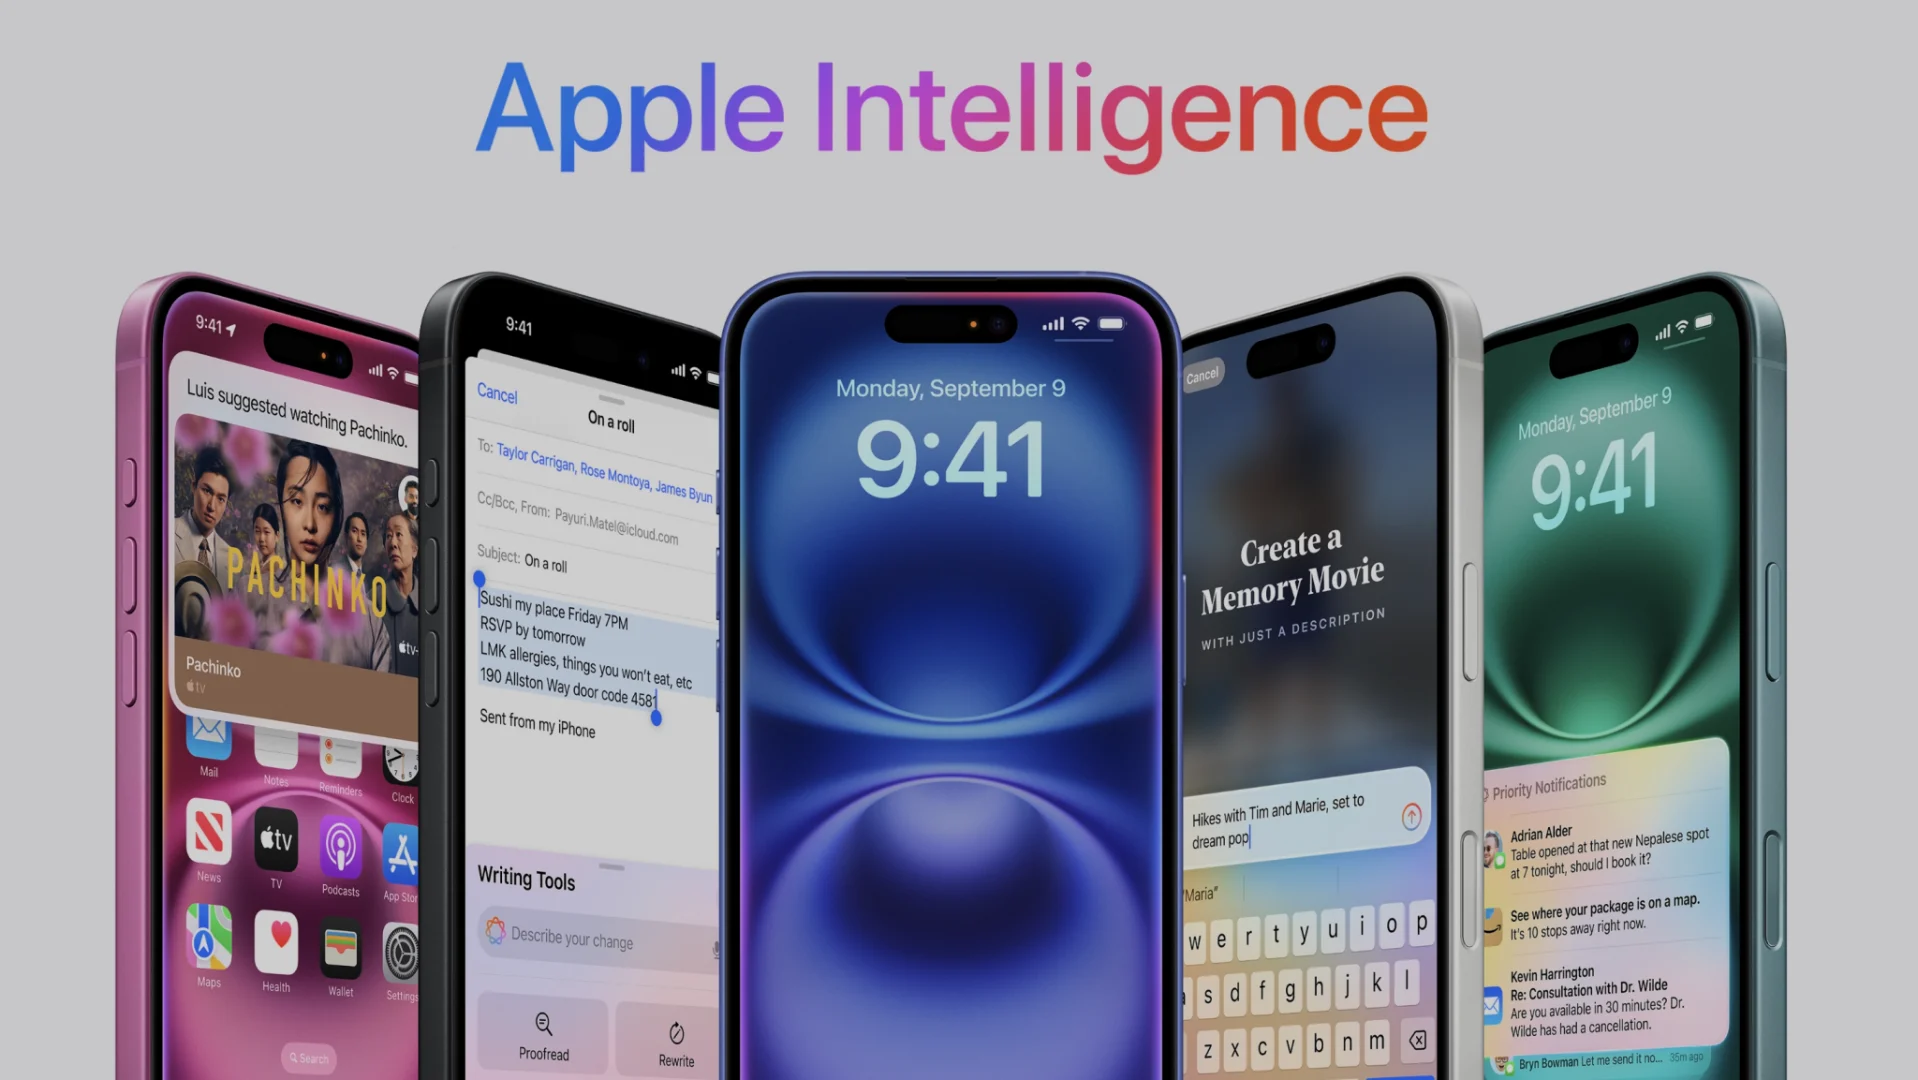 Apple Intelligence
9:41
Luis suggested watching Pachinko.
PACHINKO
tv
Pachinko
tv
Mail
Notes
Reminders
Clock
News
tv
TV
Podcasts
App Stor
Maps
Health
Wallet
Settings
Search
9:41
Cancel
On a roll
To: Taylor Carrigan, Rose Montoya, James Byun
Cc/Bcc, From: Payuri.Matel@icloud.com
Subject: On a roll
Sushi my place Friday 7PM
RSVP by tomorrow
LMK allergies, things you won't eat, etc
190 Allston Way door code 4581
Sent from my iPhone
Writing Tools
Describe your change
Proofread
Rewrite
Monday, September 9
9:41
Cancel
Create a
Memory Movie
WITH JUST A DESCRIPTION
Hikes with Tim and Marie, set to
dream pop
"Maria"
w e r t y u i o p
s d f g h j k l
z x c v b n m
Monday, September 9
9:41
Priority Notifications
Adrian Alder
Table opened at that new Nepalese spot
at 7 tonight, should I book it?
See where your package is on a map.
It's 10 stops away right now.
Kevin Harrington
Re: Consultation with Dr. Wilde
Are you available in 30 minutes? Dr.
Wilde has had a cancellation.
Bryn Bowman Let me send it no... 35m ago